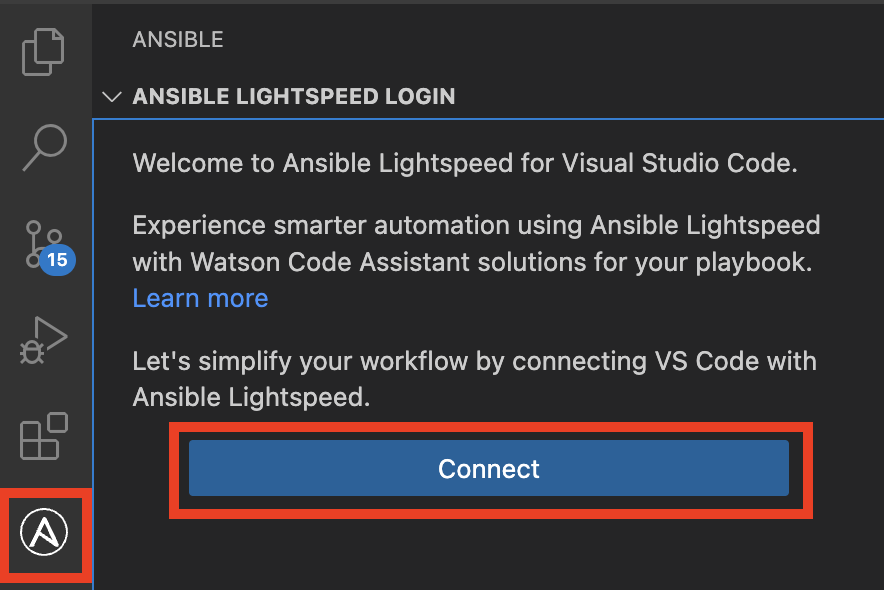 ANSIBLE
ANSIBLE LIGHTSPEED LOGIN
Welcome to Ansible Lightspeed for Visual Studio Code.
Experience smarter automation using Ansible Lightspeed
with Watson Code Assistant solutions for your playbook.
Learn more
Let's simplify your workflow by connecting VS Code with
Ansible Lightspeed.
Connect
15